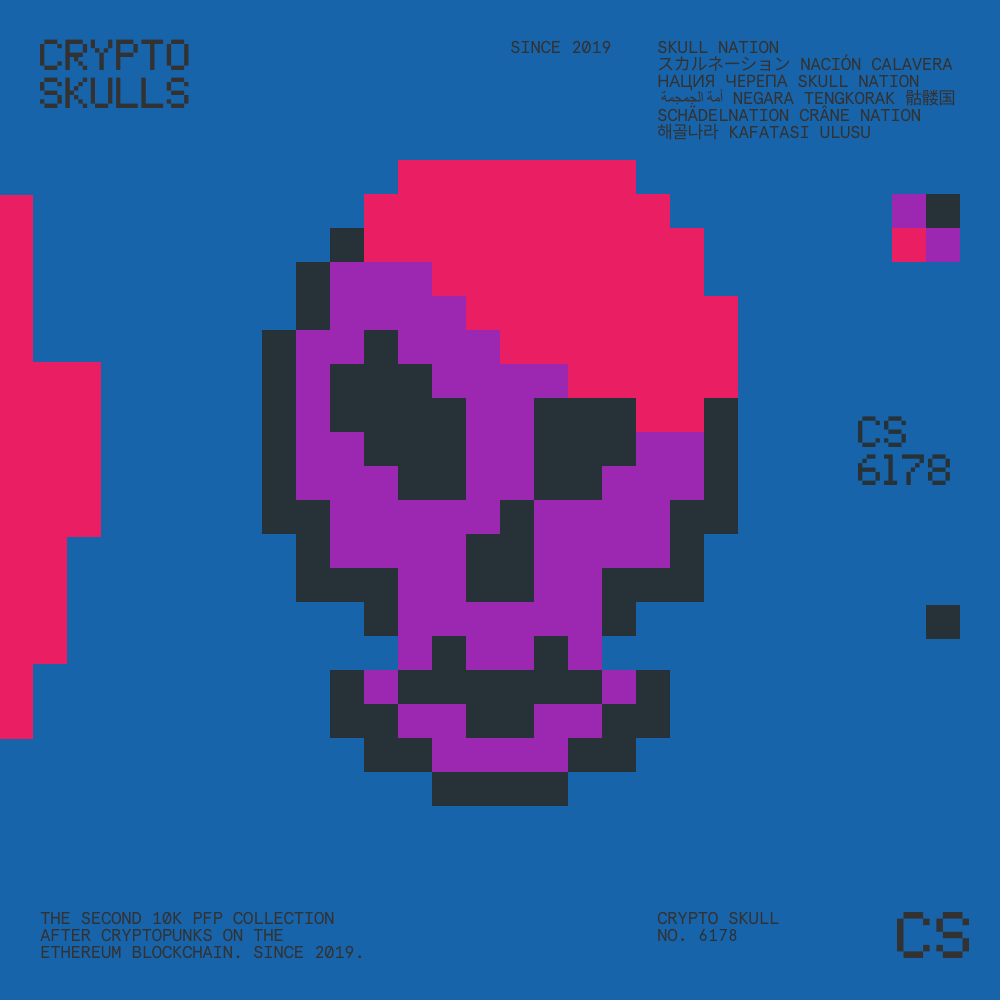 CRYPTO
SKULLS
SINCE 2019
SKULL NATION
スカルネーション NACIÓN CALAVERA
НАЦИЯ ЧЕРЕПА SKULL NATION
أمة الجمجمة NEGARA TENGKORAK 骷髅国
SCHÄDELNATION CRÂNE NATION
해골나라 KAFATASI ULUSU
CS
6178
THE SECOND 10K PFP COLLECTION
AFTER CRYPTOPUNKS ON THE
ETHEREUM BLOCKCHAIN. SINCE 2019.
CRYPTO SKULL
NO. 6178
CS